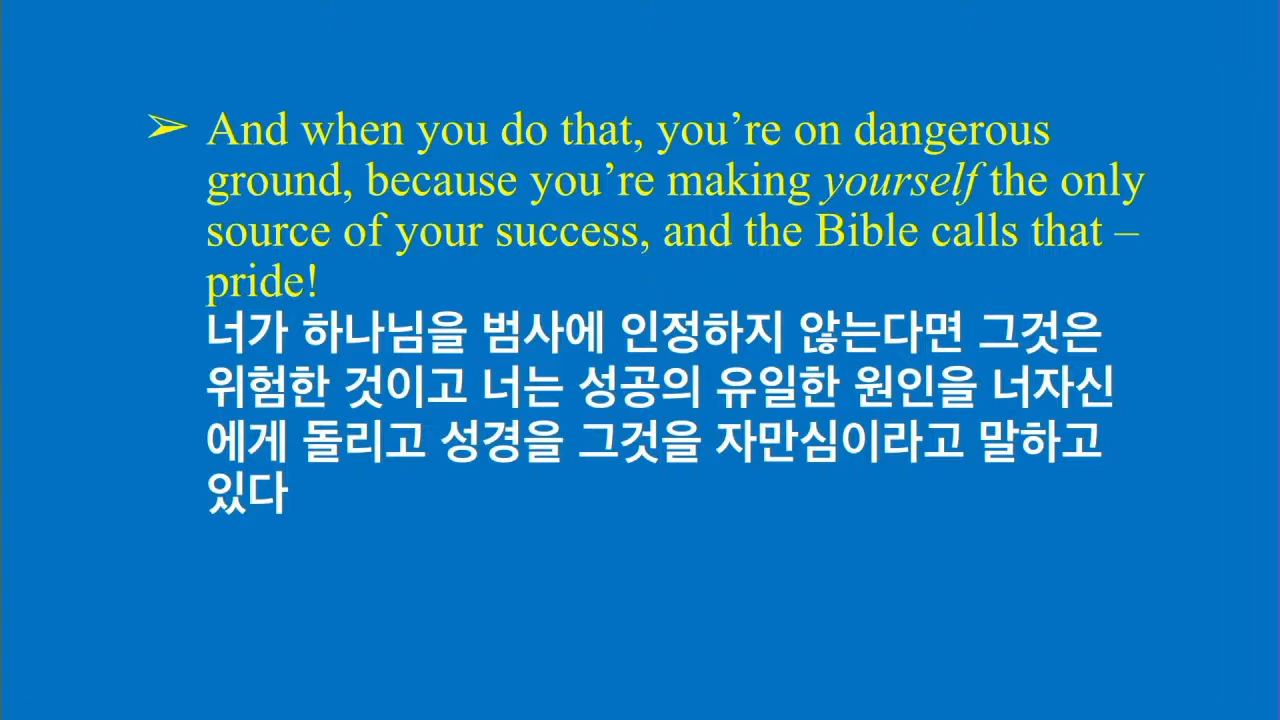 ➢ And when you do that, you’re on dangerous
ground, because you’re making yourself the only
source of your success, and the Bible calls that –
pride!
너가 하나님을 범사에 인정하지 않는다면 그것은
위험한 것이고 너는 성공의 유일한 원인을 너자신
에게 돌리고 성경을 그것을 자만심이라고 말하고
있다